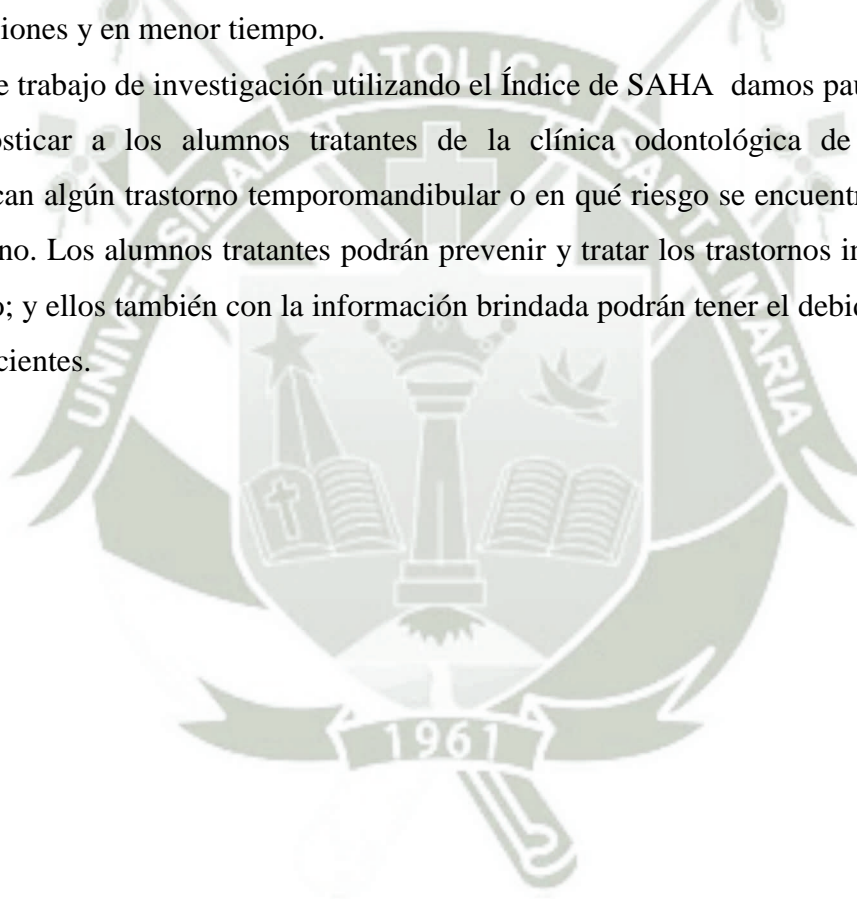 iones y en menor tiempo.
e trabajo de investigación utilizando el Índice de SAHA damos pau
sticar a los alumnos tratantes de la clínica odontológica de
can algún trastorno temporomandibular o en qué riesgo se encuentr
no. Los alumnos tratantes podrán prevenir y tratar los trastornos in
o; y ellos también con la información brindada podrán tener el debid
cientes.
UNIVERSIDAD CATOLICA SANTA MARIA
1961